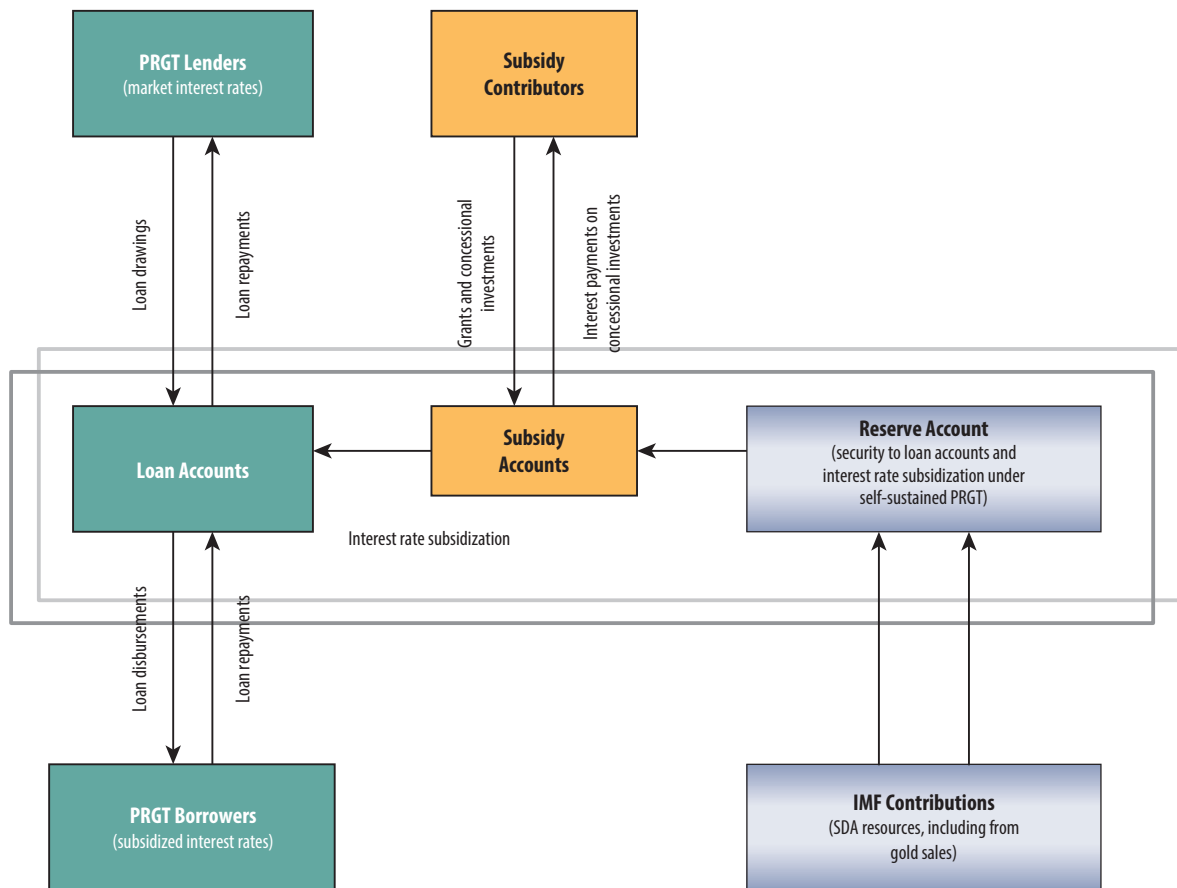 PRGT Lenders
(market interest rates)
Subsidy
Contributors
Loan drawings
Loan repayments
Grants and concessional
investments
Interest payments on
concessional investments
Loan Accounts
Subsidy
Accounts
Reserve Account
(security to loan accounts and
interest rate subsidization under
self-sustained PRGT)
Interest rate subsidization
Loan disbursements
Loan repayments
PRGT Borrowers
(subsidized interest rates)
IMF Contributions
(SDA resources, including from
gold sales)